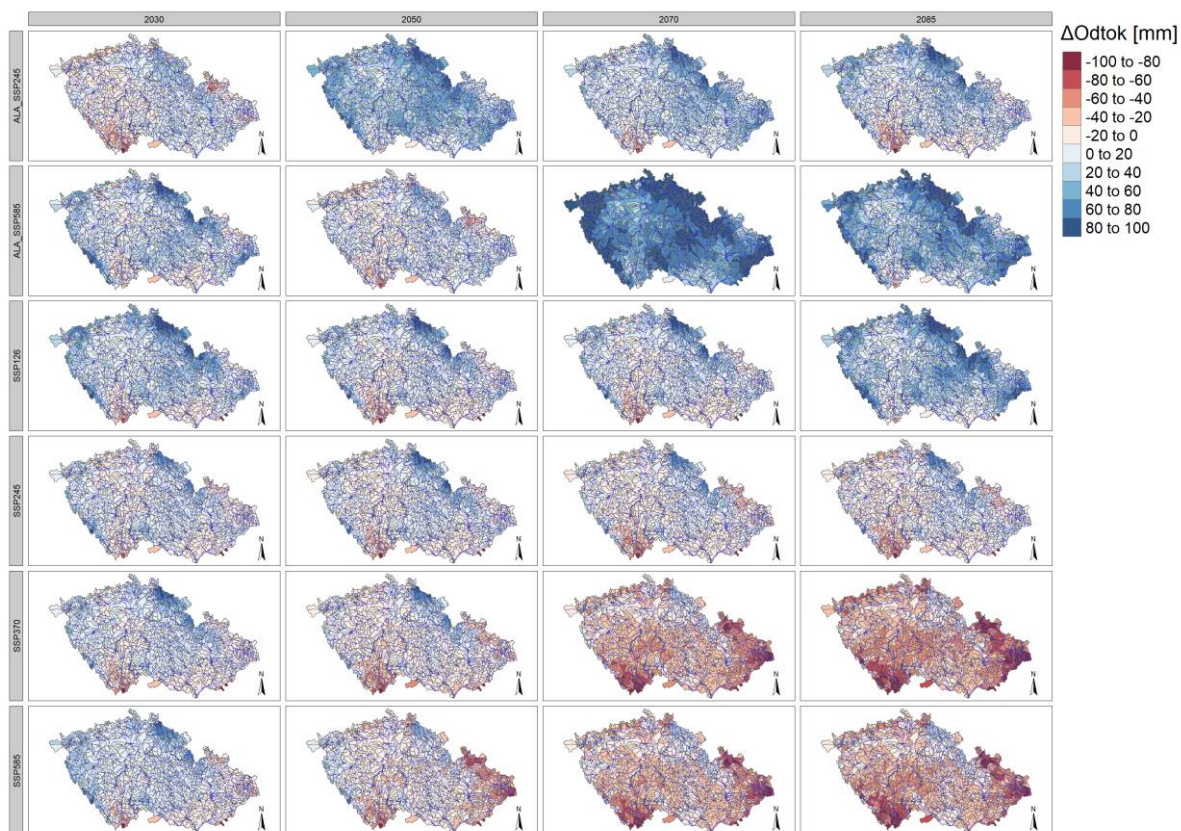 2030
2050
2070
2085
ΔOdtok [mm]
-100 to -80
-80 to -60
-60 to -40
-40 to -20
-20 to 0
0 to 20
20 to 40
40 to 60
60 to 80
80 to 100
ALA_SSP245
N
N
N
N
ALA_SSP585
N
N
N
N
SSP126
N
N
N
N
SSP245
N
N
N
N
SSP370
N
N
N
N
SSP585
N
N
N
N